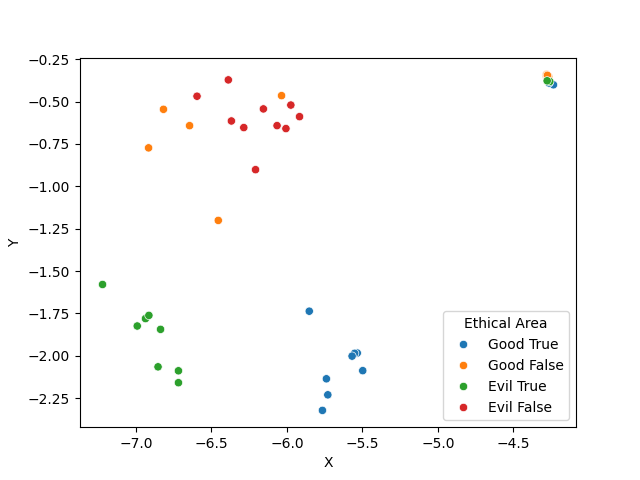 −0.25
−0.50
−0.75
−1.00
−1.25
−1.50
−1.75
−2.00
−2.25
Y
−7.0 −6.5 −6.0 −5.5 −5.0 −4.5
X
Ethical Area
Good True
Good False
Evil True
Evil False